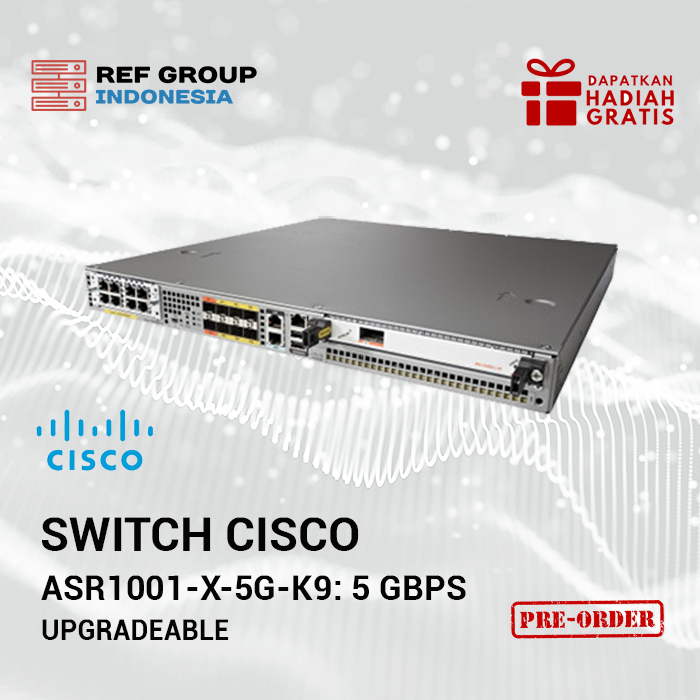 REF GROUP
INDONESIA
DAPATKAN
HADIAH
GRATIS
CISCO
SWITCH CISCO
ASR1001-X-5G-K9: 5 GBPS
UPGRADEABLE
PRE-ORDER